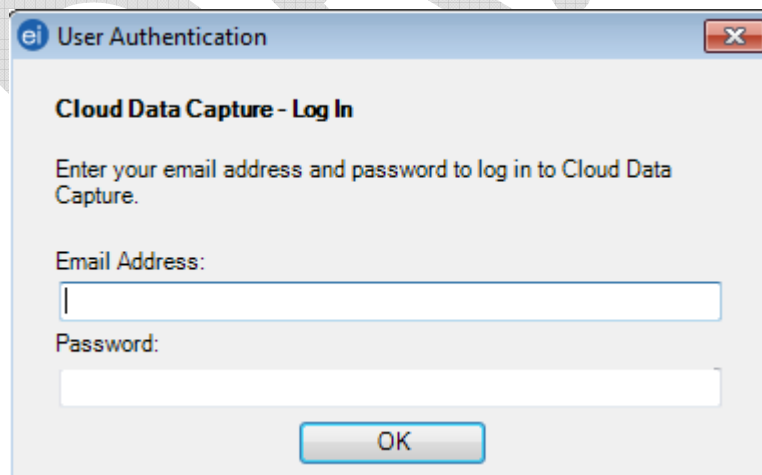 ei User Authentication
Cloud Data Capture - Log In
Enter your email address and password to log in to Cloud Data
Capture.
Email Address:
Password:
OK